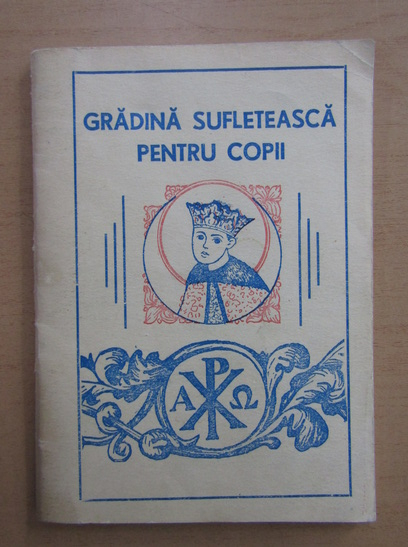 GRĂDINĂ SUFLETEASCĂ
PENTRU COPII
Α Ρ Χ Ω